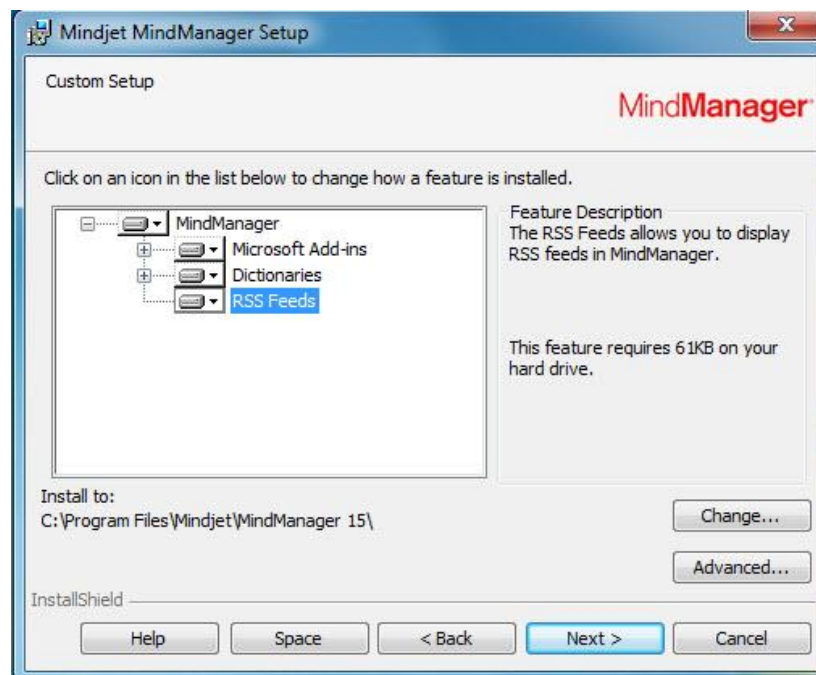 Mindjet MindManager Setup
Custom Setup
MindManager
Click on an icon in the list below to change how a feature is installed.
MindManager
Microsoft Add-ins
Dictionaries
RSS Feeds
Feature Description
The RSS Feeds allows you to display
RSS feeds in MindManager.
This feature requires 61KB on your
hard drive.
Install to:
C:\Program Files\Mindjet\MindManager 15\
Change...
Advanced...
InstallShield
Help
Space
< Back
Next >
Cancel